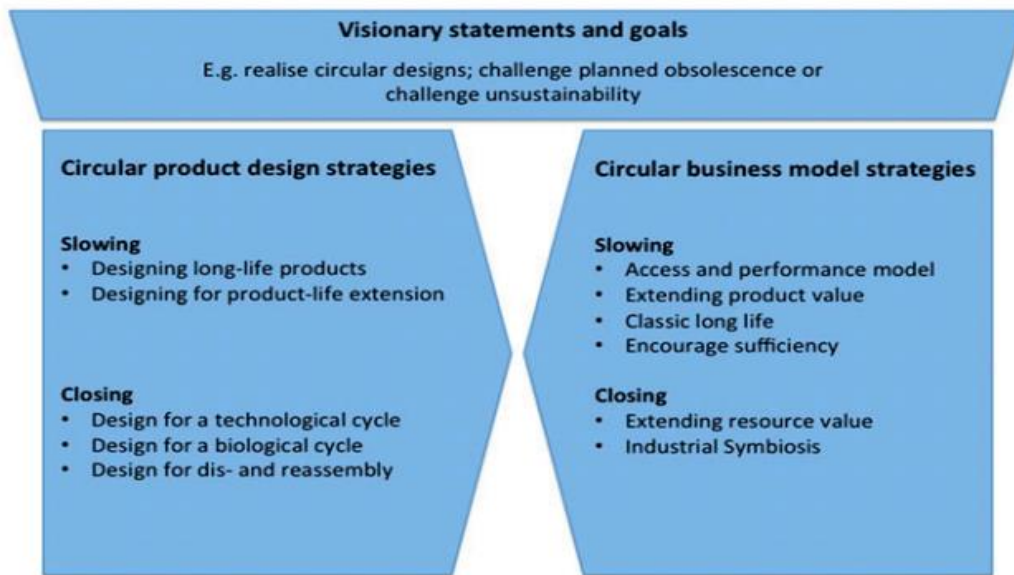 Visionary statements and goals
E.g. realise circular designs; challenge planned obsolescence or
challenge unsustainability
Circular product design strategies
Slowing
• Designing long-life products
• Designing for product-life extension
Closing
• Design for a technological cycle
• Design for a biological cycle
• Design for dis- and reassembly
Circular business model strategies
Slowing
• Access and performance model
• Extending product value
• Classic long life
• Encourage sufficiency
Closing
• Extending resource value
• Industrial Symbiosis